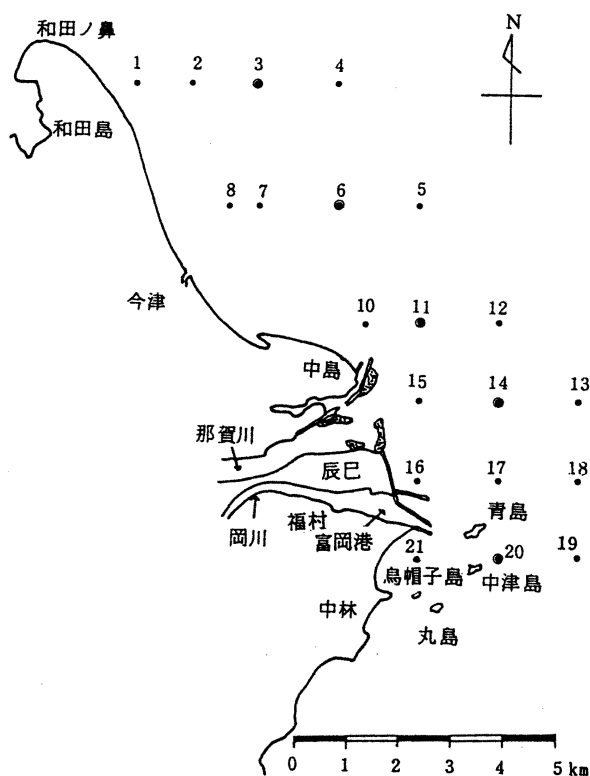 和田ノ鼻
N
1 2 3 4
和田島
8 7 6 5
今津
10 11 12
中島
15 14 13
那賀川
辰巳
16 17 18
青島
福村
岡川
富岡港
21 20 19
烏帽子島
中津島
中林
丸島
0 1 2 3 4 5 km